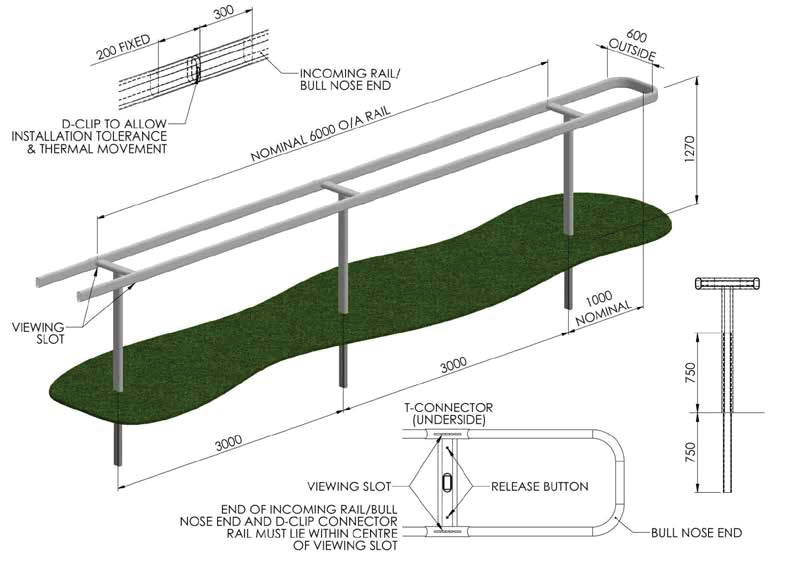 200 FIXED
300
INCOMING RAIL/
BULL NOSE END
D-CLIP TO ALLOW
INSTALLATION TOLERANCE
& THERMAL MOVEMENT
600
OUTSIDE
NOMINAL 6000 O/A RAIL
1270
VIEWING
SLOT
1000
NOMINAL
3000
3000
750
750
T-CONNECTOR
(UNDERSIDE)
VIEWING SLOT
RELEASE BUTTON
END OF INCOMING RAIL/BULL
NOSE END AND D-CLIP CONNECTOR
RAIL MUST LIE WITHIN CENTRE
OF VIEWING SLOT
BULL NOSE END